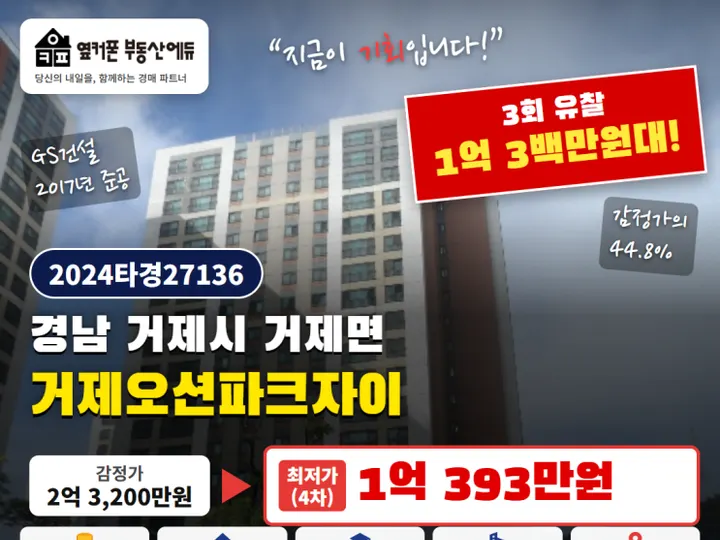 옆커폰 부동산에듀
당신의 내일을, 함께하는 경매 파트너
“지금이 기회입니다!”
3회 유찰
1억 3백만원대!
GS건설
2017년 준공
감정가의
44.8%
2024타경27136
경남 거제시 거제면
거제오션파크자이
감정가
2억 3,200만원
최저가
(4차)
1억 393만원